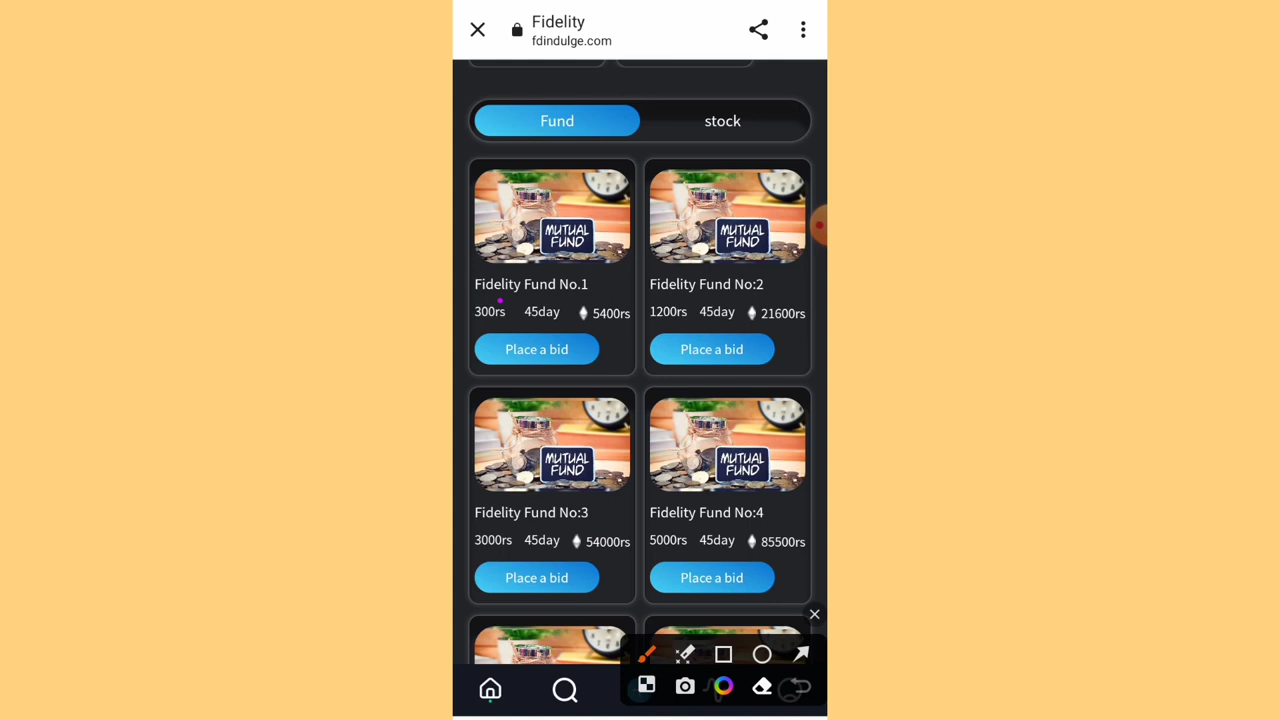 Fidelity
fdindulge.com
Fund stock
MUTUAL FUND MUTUAL FUND
Fidelity Fund No.1 Fidelity Fund No:2
300rs 45day 5400rs 1200rs 45day 21600rs
Place a bid Place a bid
MUTUAL FUND MUTUAL FUND
Fidelity Fund No:3 Fidelity Fund No:4
3000rs 45day 54000rs 5000rs 45day 85500rs
Place a bid Place a bid